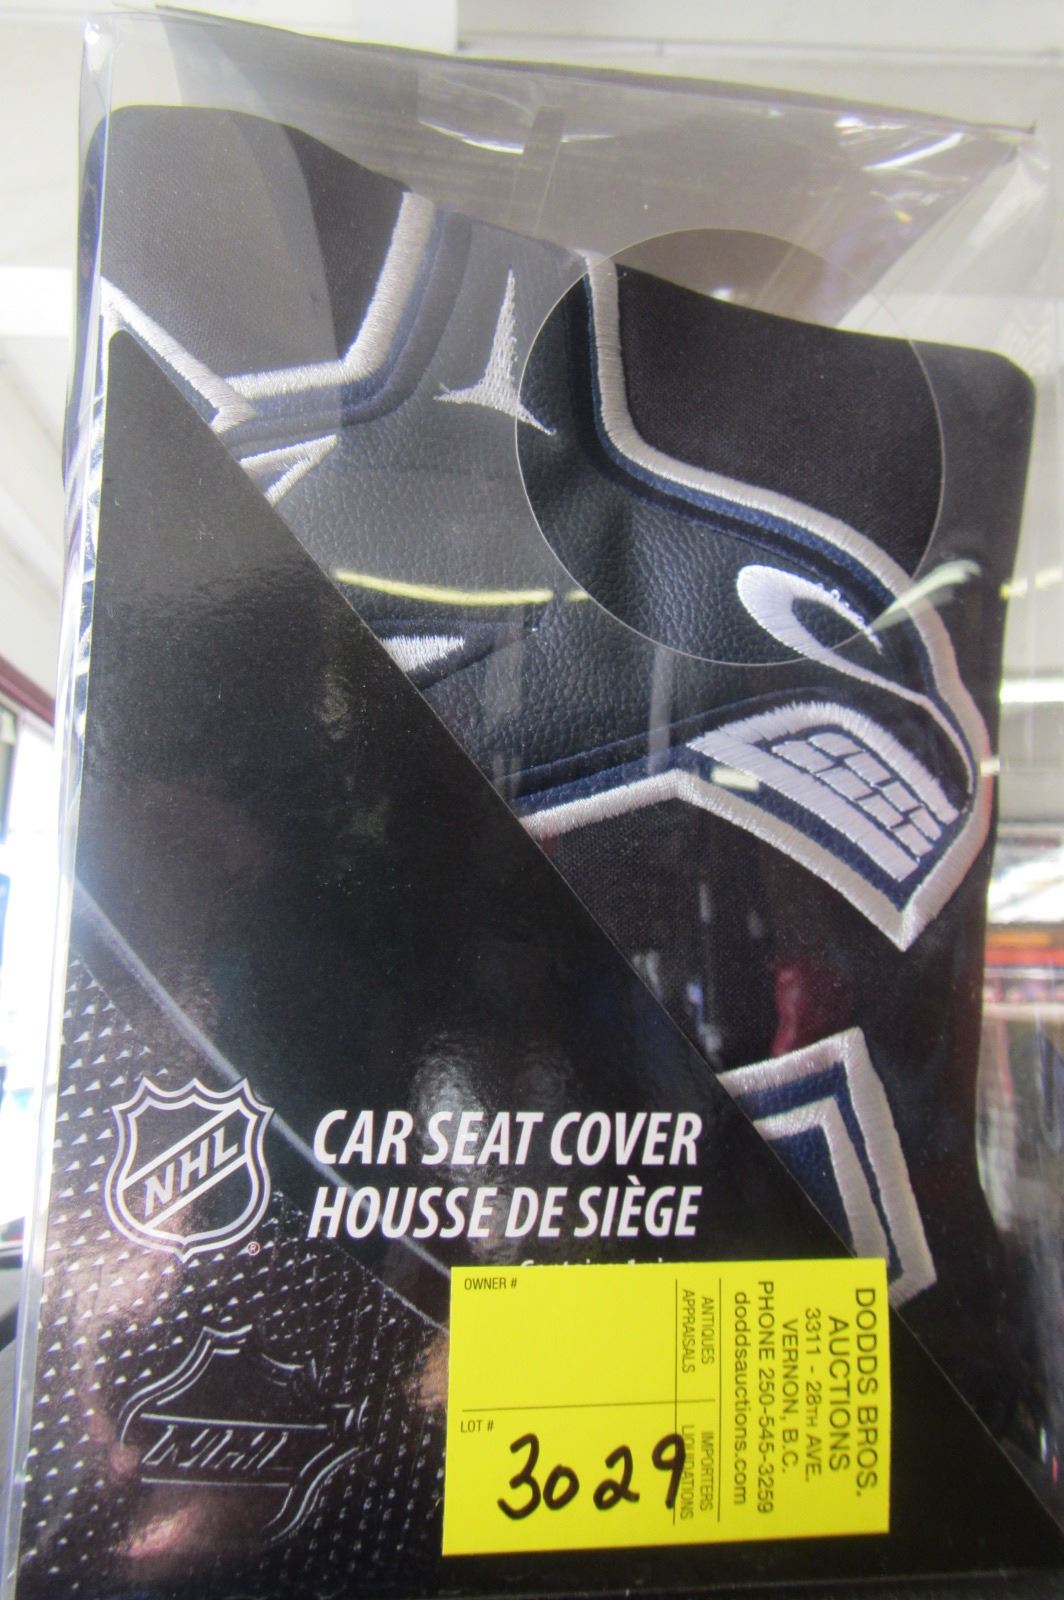 NHL
®
CAR SEAT COVER
HOUSSE DE SIÈGE
OWNER #
LOT #
3029
DODDS BROS.
AUCTIONS
3311 - 28TH AVE.
VERNON, B.C.
PHONE 250-545-3259
doddsauctions.com
ANTIQUES IMPORTERS
APPRAISALS LIQUIDATIONS